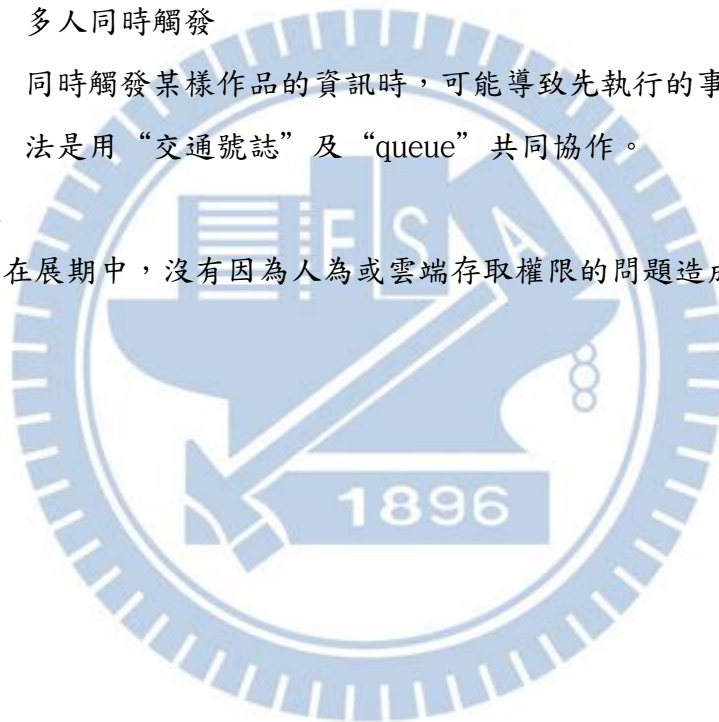 多人同時觸發
同時觸發某樣作品的資訊時，可能導致先執行的事
法是用“交通號誌”及“queue”共同協作。
在展期中，沒有因為人為或雲端存取權限的問題造成
ESA
1896